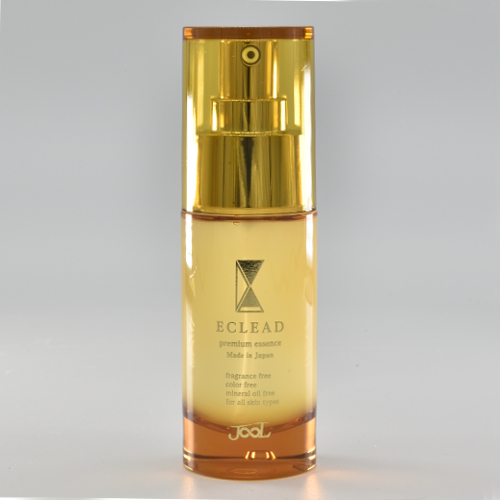 ECLEAD
premium essence
Made in Japan
fragrance free
color free
mineral oil free
for all skin types
JOOL